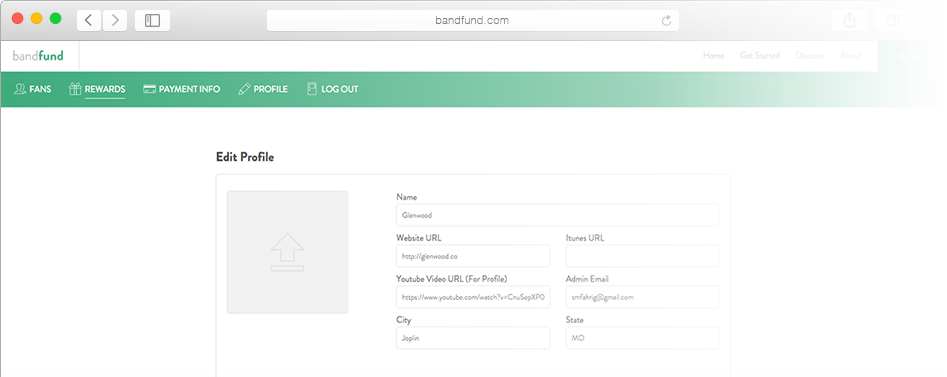 bandfund.com
bandfund
Home Get Started Discover About
FANS REWARDS PAYMENT INFO PROFILE LOG OUT
Edit Profile
Name
Glenwood
Website URL Itunes URL
http://glenwood.co
Youtube Video URL (For Profile) Admin Email
https://www.youtube.com/watch?v=CnuSepXP0 smfahrig@gmail.com
City State
Joplin MO